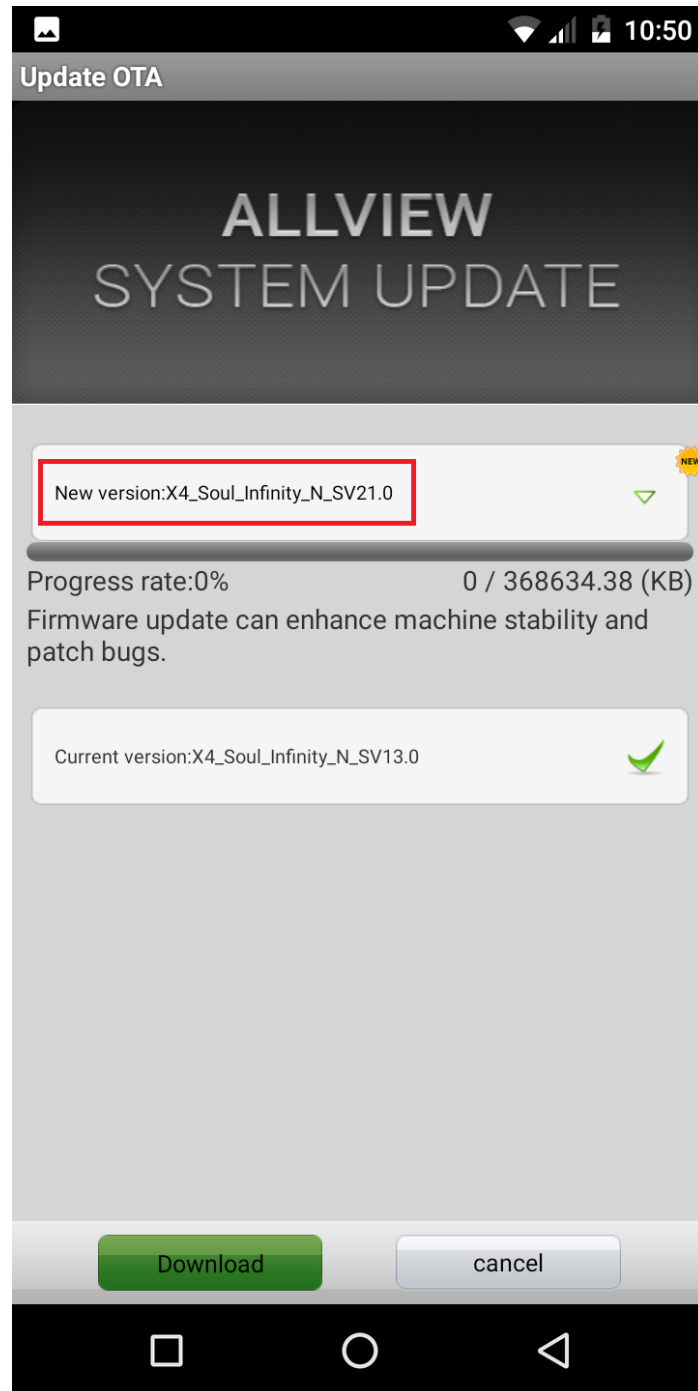 10:50
Update OTA
ALLVIEW
SYSTEM UPDATE
NEW
New version:X4_Soul_Infinity_N_SV21.0
Progress rate:0% 0 / 368634.38 (KB)
Firmware update can enhance machine stability and
patch bugs.
Current version:X4_Soul_Infinity_N_SV13.0
Download cancel